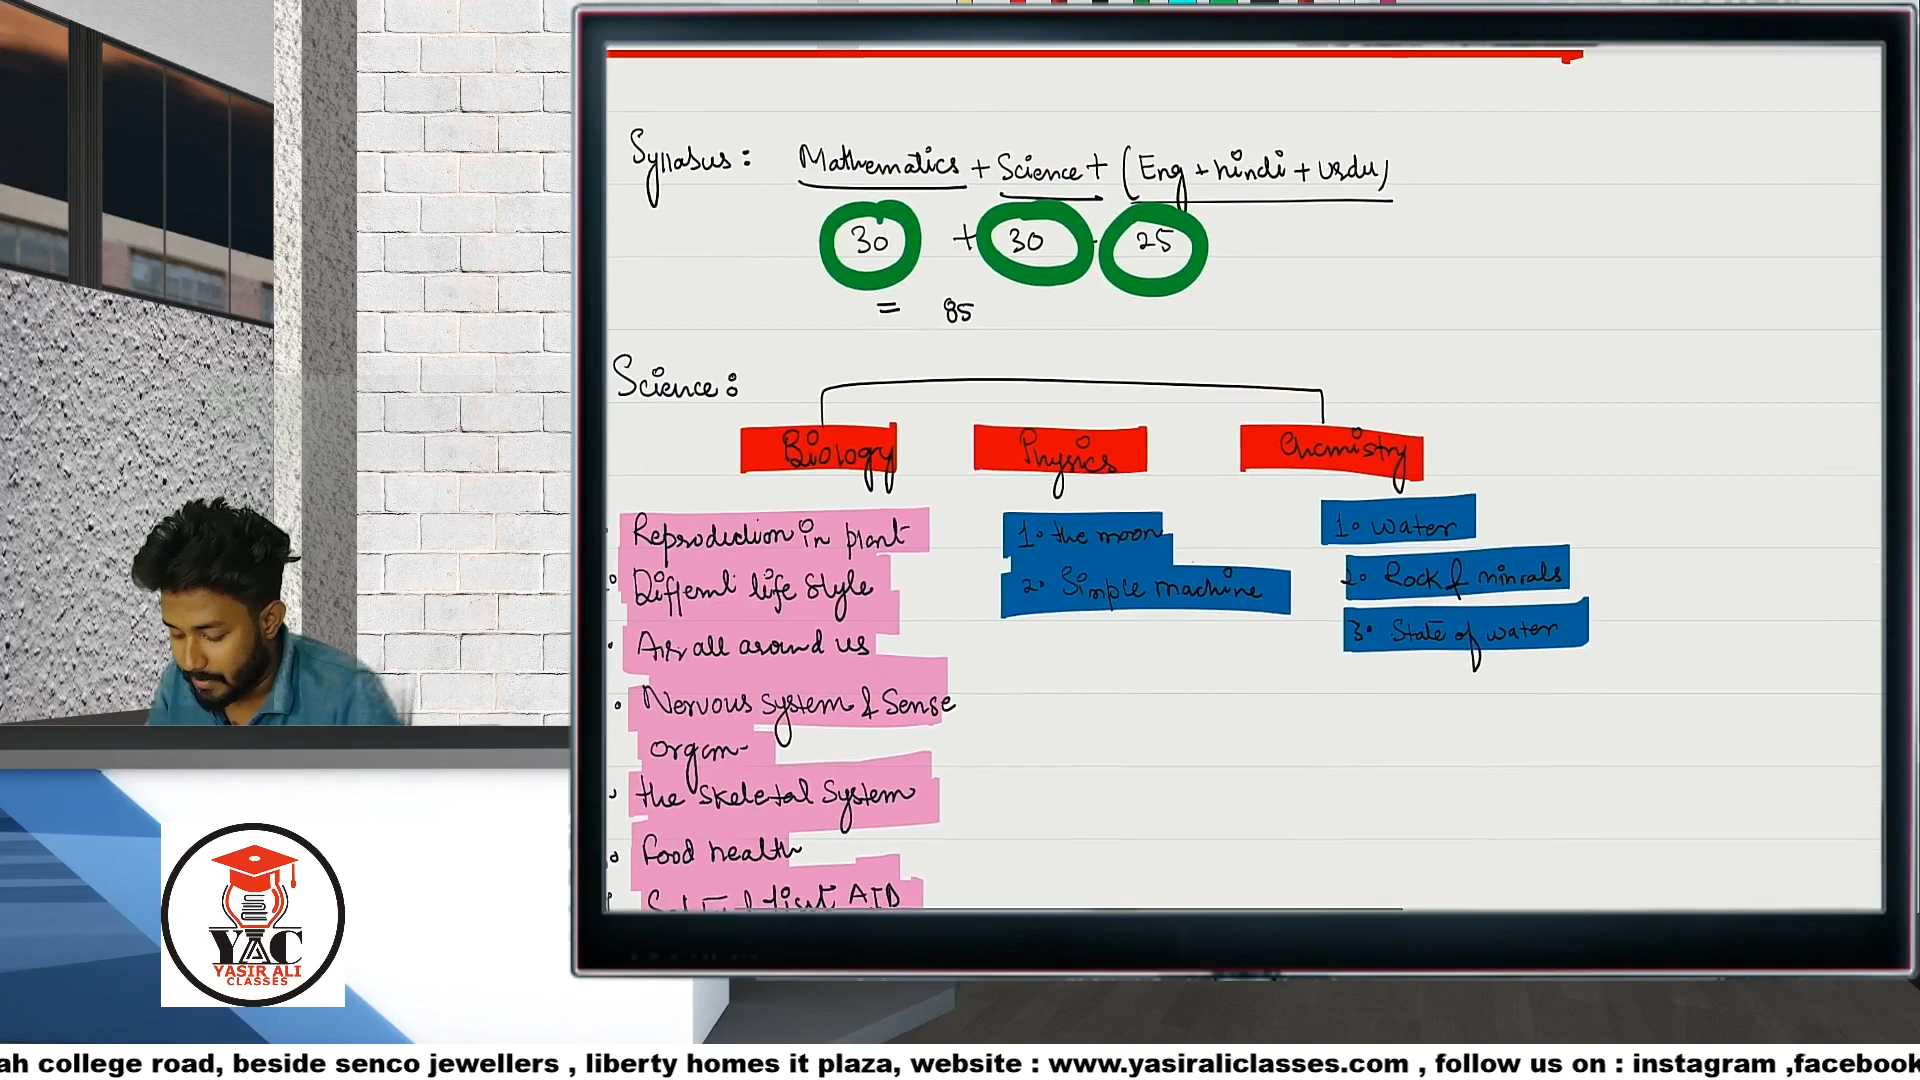 Syllabus: Mathematics + Science + (Eng + hindi + Urdu)
30 + 30 25
= 85
Science:
Biology Physics Chemistry
Reproduction in plant
Different life style
Air all around us
Nervous system & Sense
organ
the skeletal system
food health
first AID
1. the moon
2. Simple machine
1. water
2. Rock & minrals
3. State of water
YAC
YASIR ALI
CLASSES
ah college road, beside senco jewellers , liberty homes it plaza, website : www.yasiraliclasses.com , follow us on : instagram ,facebook